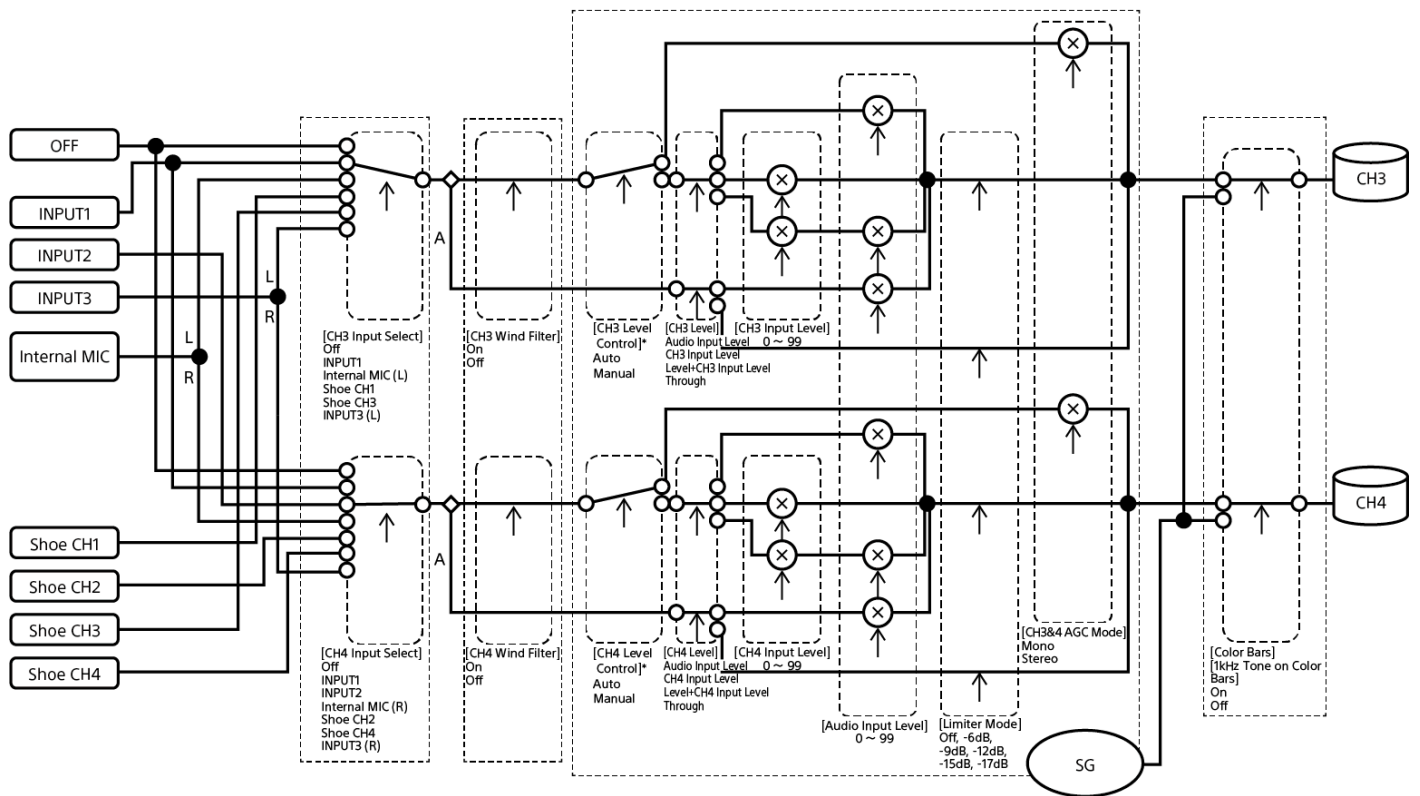 OFF
INPUT1
INPUT2
INPUT3
Internal MIC
Shoe CH1
Shoe CH2
Shoe CH3
Shoe CH4
L
R
L
R
[CH3 Input Select]
Off
INPUT1
Internal MIC (L)
Shoe CH1
Shoe CH3
INPUT3 (L)
A
[CH3 Wind Filter]
On
Off
[CH3 Level
Control]*
Auto
Manual
[CH3 Level]
Audio Input Level
CH3 Input Level
Level+CH3 Input Level
Through
[CH3 Input Level]
0 ~ 99
CH3
[CH4 Input Select]
Off
INPUT1
INPUT2
Internal MIC (R)
Shoe CH2
Shoe CH4
INPUT3 (R)
A
[CH4 Wind Filter]
On
Off
[CH4 Level
Control]*
Auto
Manual
[CH4 Level]
Audio Input Level
CH4 Input Level
Level+CH4 Input Level
Through
[CH4 Input Level]
0 ~ 99
[Audio Input Level]
0 ~ 99
[Limiter Mode]
Off, -6dB,
-9dB, -12dB,
-15dB, -17dB
[CH3&4 AGC Mode]
Mono
Stereo
SG
[Color Bars]
[1kHz Tone on Color
Bars]
On
Off
CH4